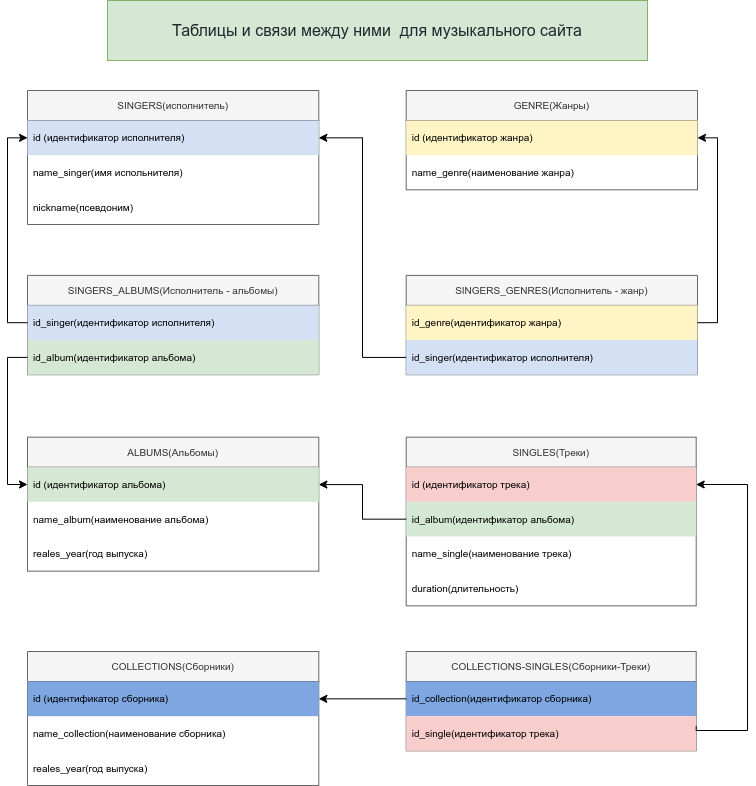 Таблицы и связи между ними для музыкального сайта
SINGERS(исполнитель)
id (идентификатор исполнителя)
name_singer(имя испольнителя)
nickname(псевдоним)
GENRE(Жанры)
id (идентификатор жанра)
name_genre(наименование жанра)
SINGERS_ALBUMS(Исполнитель - альбомы)
id_singer(идентификатор исполнителя)
id_album(идентификатор альбома)
SINGERS_GENRES(Исполнитель - жанр)
id_genre(идентификатор жанра)
id_singer(идентификатор исполнителя)
ALBUMS(Альбомы)
id (идентификатор альбома)
name_album(наименование альбома)
reales_year(год выпуска)
SINGLES(Треки)
id (идентификатор трека)
id_album(идентификатор альбома)
name_single(наименование трека)
duration(длительность)
COLLECTIONS(Сборники)
id (идентификатор сборника)
name_collection(наименование сборника)
reales_year(год выпуска)
COLLECTIONS-SINGLES(Сборники-Треки)
id_collection(идентификатор сборника)
id_single(идентификатор трека)